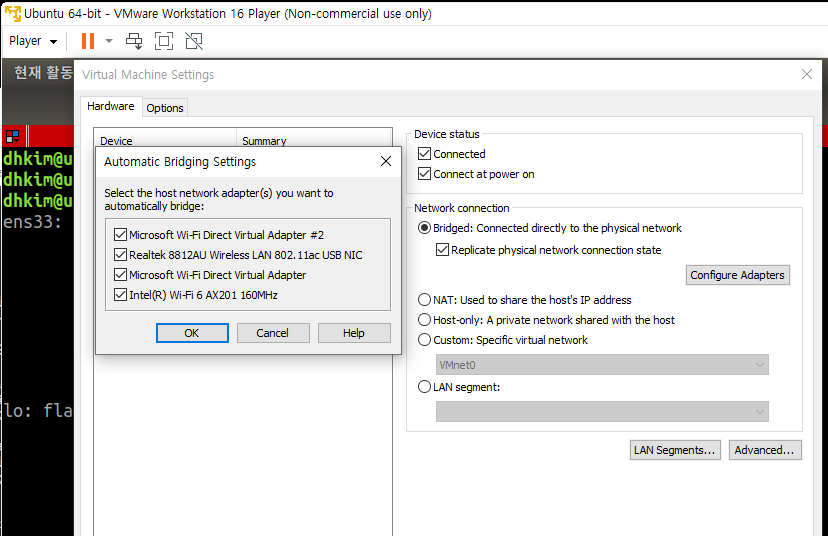 Ubuntu 64-bit - VMware Workstation 16 Player (Non-commercial use only)
Player
현재 활동
Virtual Machine Settings
Hardware
Options
Device
Summary
Automatic Bridging Settings
Select the host network adapter(s) you want to
automatically bridge:
Microsoft Wi-Fi Direct Virtual Adapter #2
Realtek 8812AU Wireless LAN 802.11ac USB NIC
Microsoft Wi-Fi Direct Virtual Adapter
Intel(R) Wi-Fi 6 AX201 160MHz
OK
Cancel
Help
Device status
Connected
Connect at power on
Network connection
Bridged: Connected directly to the physical network
Replicate physical network connection state
Configure Adapters
NAT: Used to share the host's IP address
Host-only: A private network shared with the host
Custom: Specific virtual network
VMnet0
LAN segment:
LAN Segments...
Advanced...
dhkim@u
dhkim@u
dhkim@u
ens33:
lo: fla